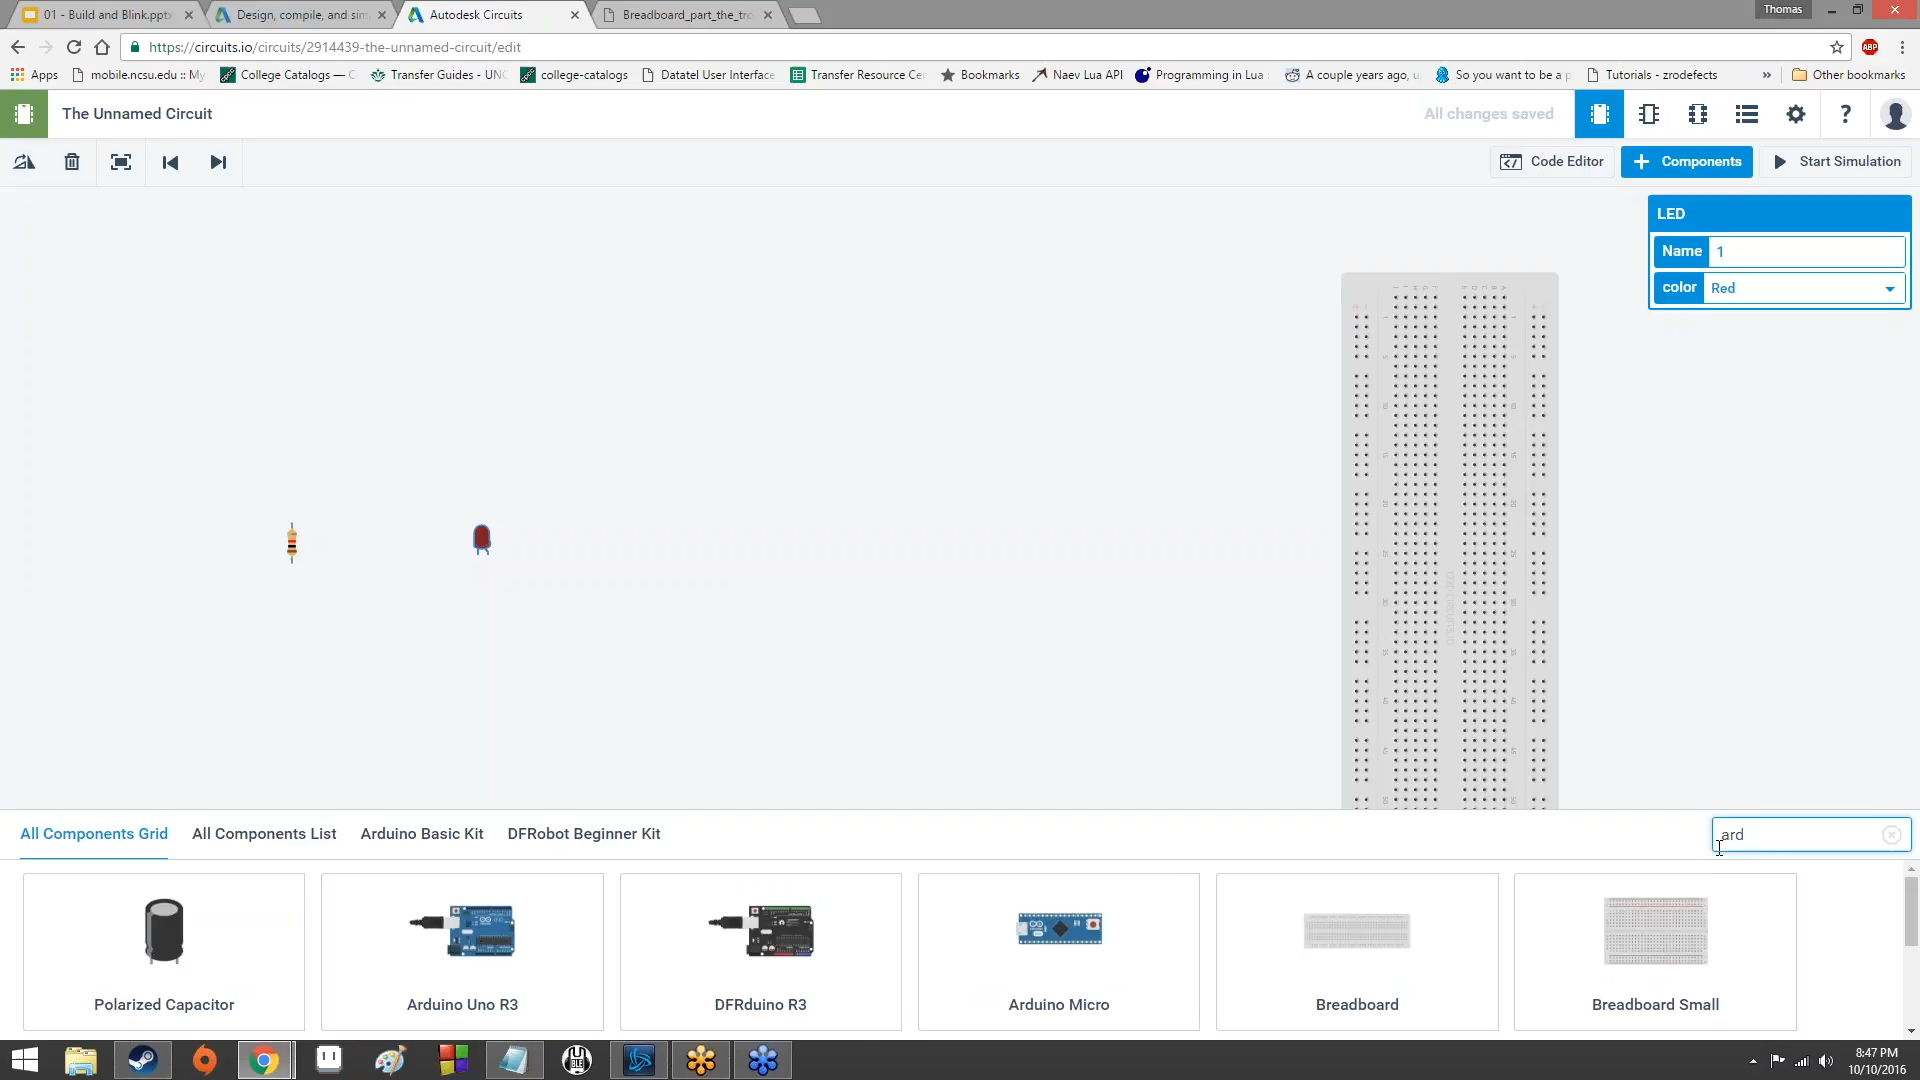 01 - Build and Blink.ppt
Design, compile, and sim
Autodesk Circuits
Breadboard_part_the_tro
Thomas
https://circuits.io/circuits/2914439-the-unnamed-circuit/edit
ABP
Apps
mobile.ncsu.edu :: My
College Catalogs — C
Transfer Guides - UNC
college-catalogs
Datatel User Interface
Transfer Resource Ce
Bookmarks
Naev Lua API
Programming in Lua
A couple years ago, u
So you want to be a p
Tutorials - zrodefects
»
Other bookmarks
The Unnamed Circuit
All changes saved
?
Code Editor
Components
Start Simulation
LED
Name 1
color Red
All Components Grid
All Components List
Arduino Basic Kit
DFRobot Beginner Kit
ard
Polarized Capacitor
Arduino Uno R3
DFRduino R3
Arduino Micro
Breadboard
Breadboard Small
8:47 PM
10/10/2016